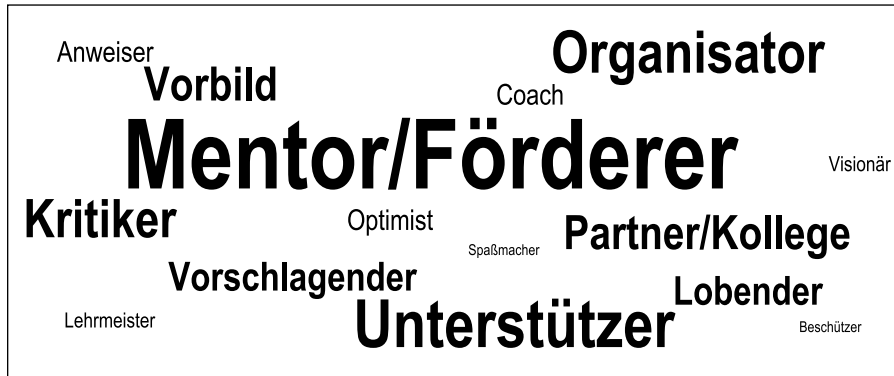 Anweiser
Organisator
Vorbild
Coach
Mentor/Förderer
Visionär
Kritiker
Optimist
Partner/Kollege
Spaßmacher
Vorschlagender
Lobender
Lehrmeister
Unterstützer
Beschützer